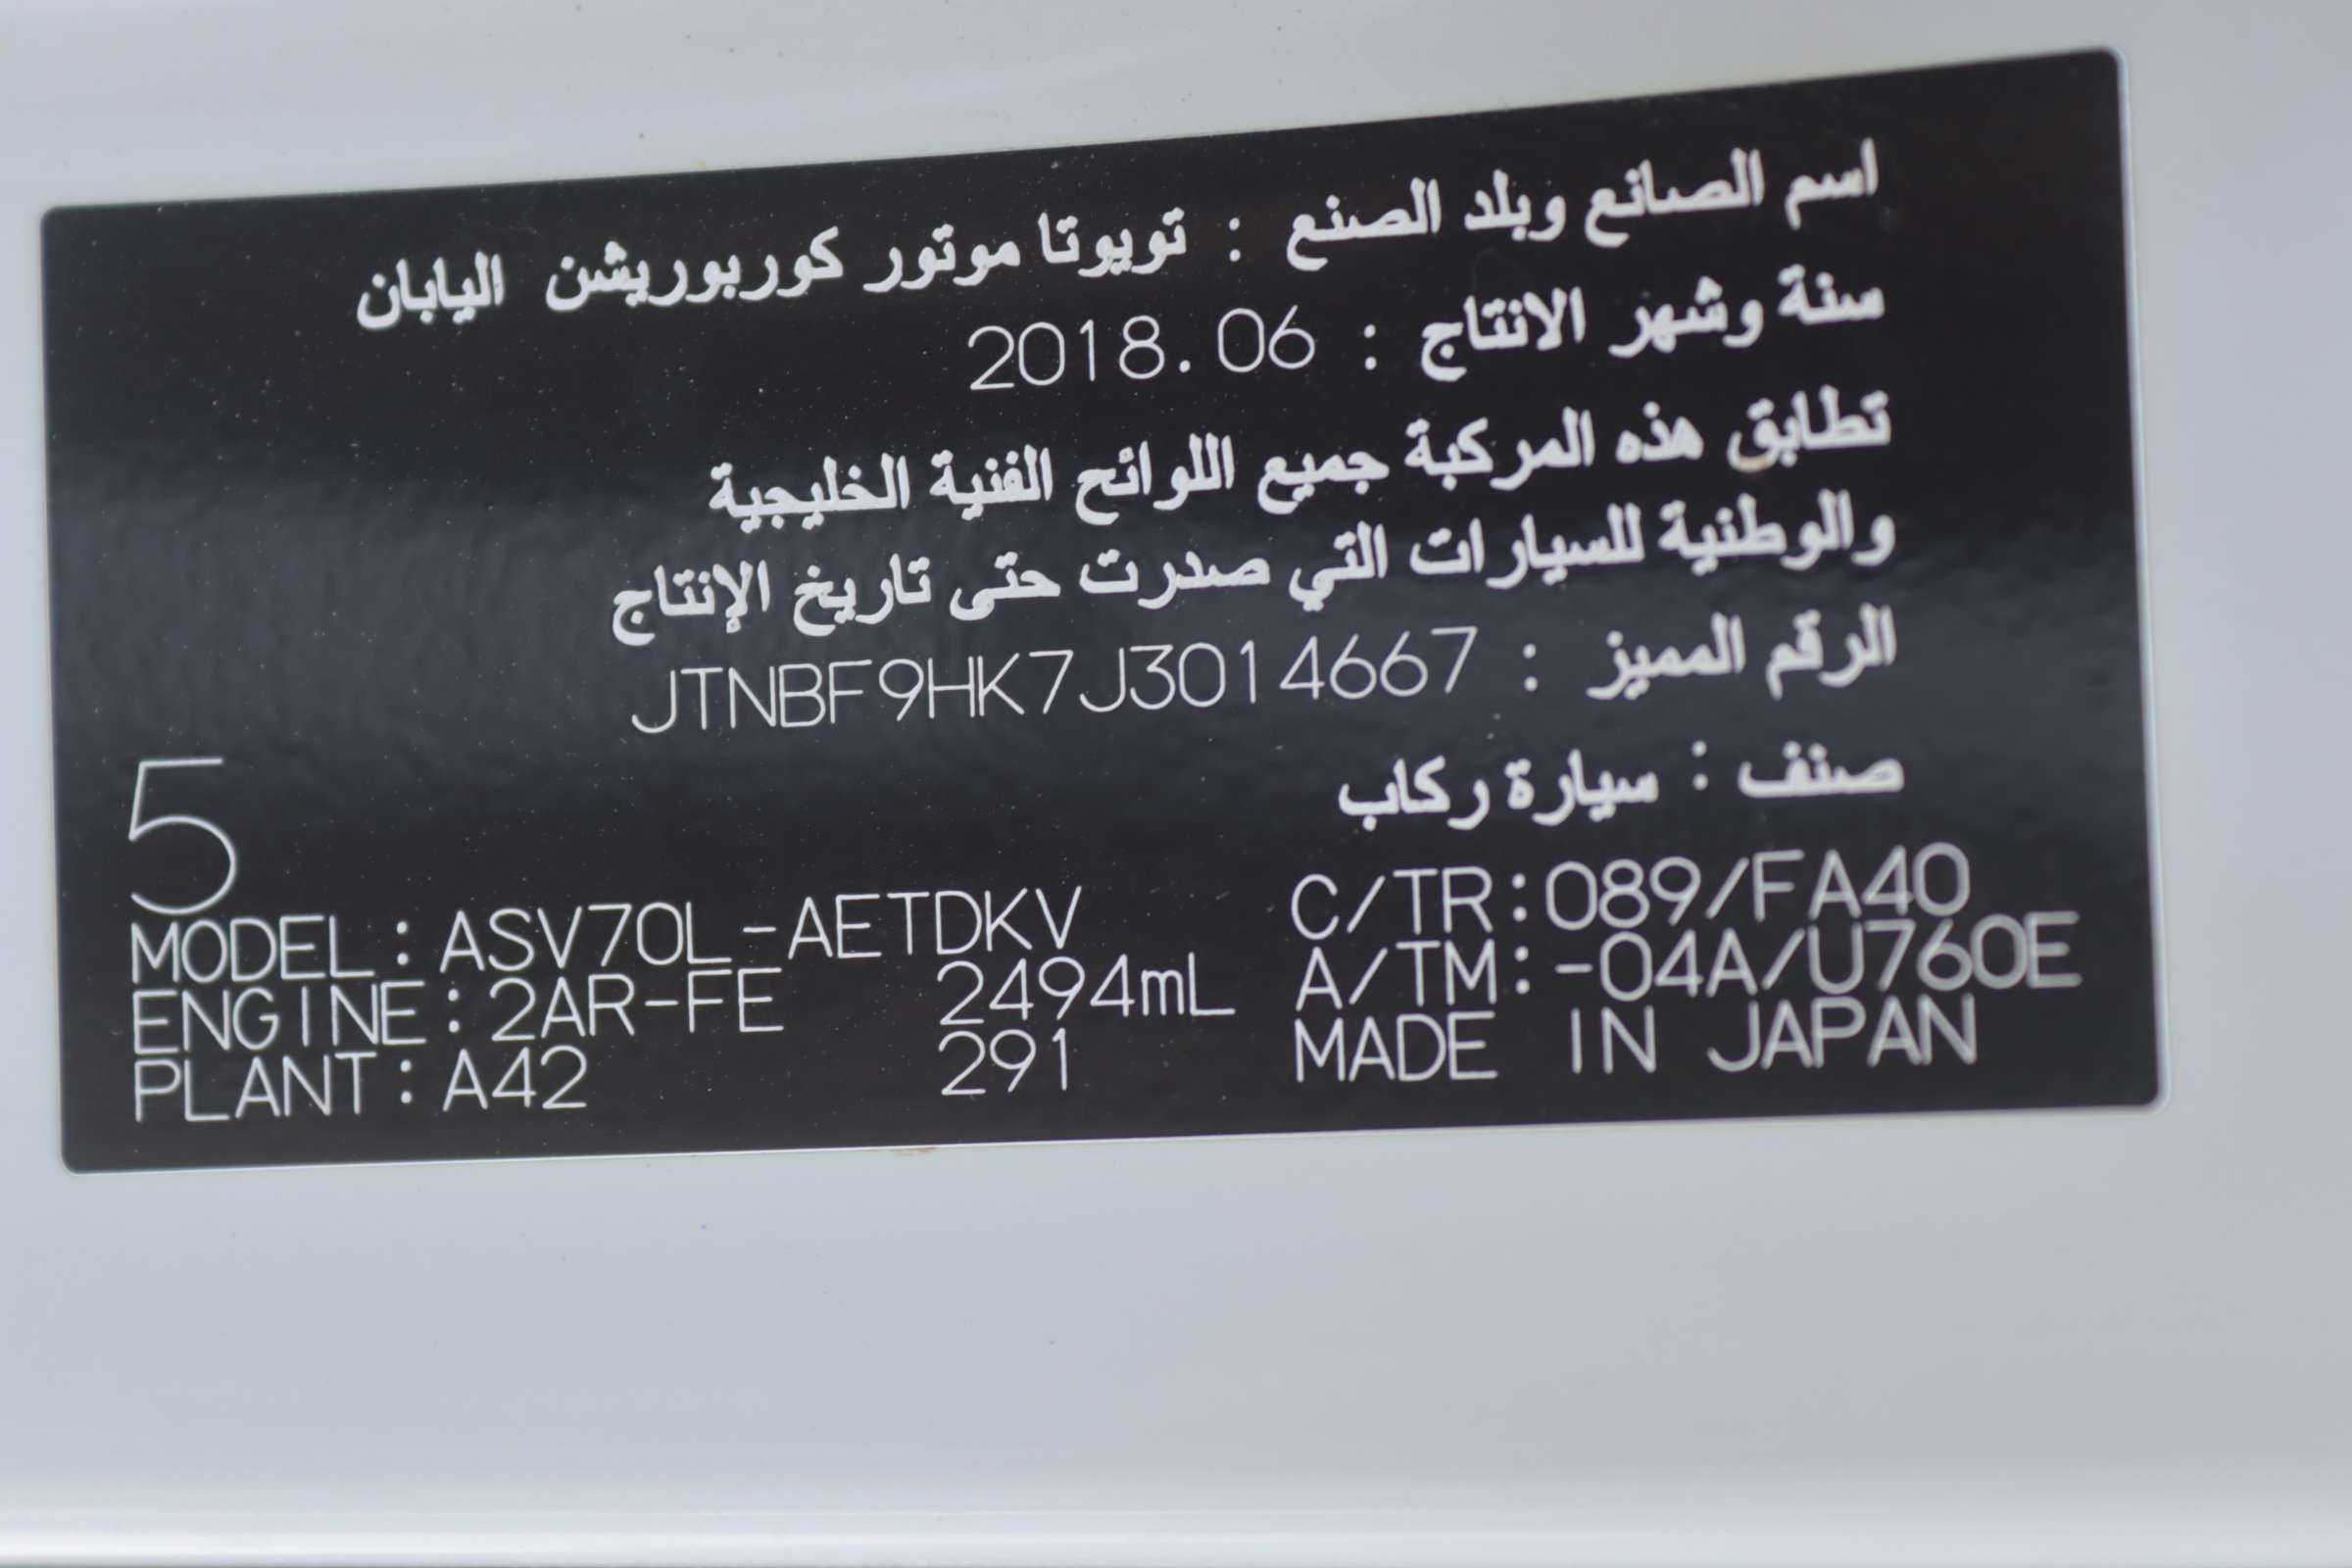 اسم الصانع وبلد الصنع : تويوتا موتور كوربوريشن اليابان
سنة وشهر الانتاج : 2018.06
تطابق هذه المركبة جميع اللوائح الفنية الخليجية
والوطنية للسيارات التي صدرت حتى تاريخ الإنتاج
الرقم المميز : JTNBF9HK7J3014667
صنف : سيارة ركاب
5
MODEL: ASV70L-AETDKV C/TR:089/FA40
ENGINE: 2AR-FE 2494mL A/TM:-04A/U760E
PLANT: A42 291 MADE IN JAPAN